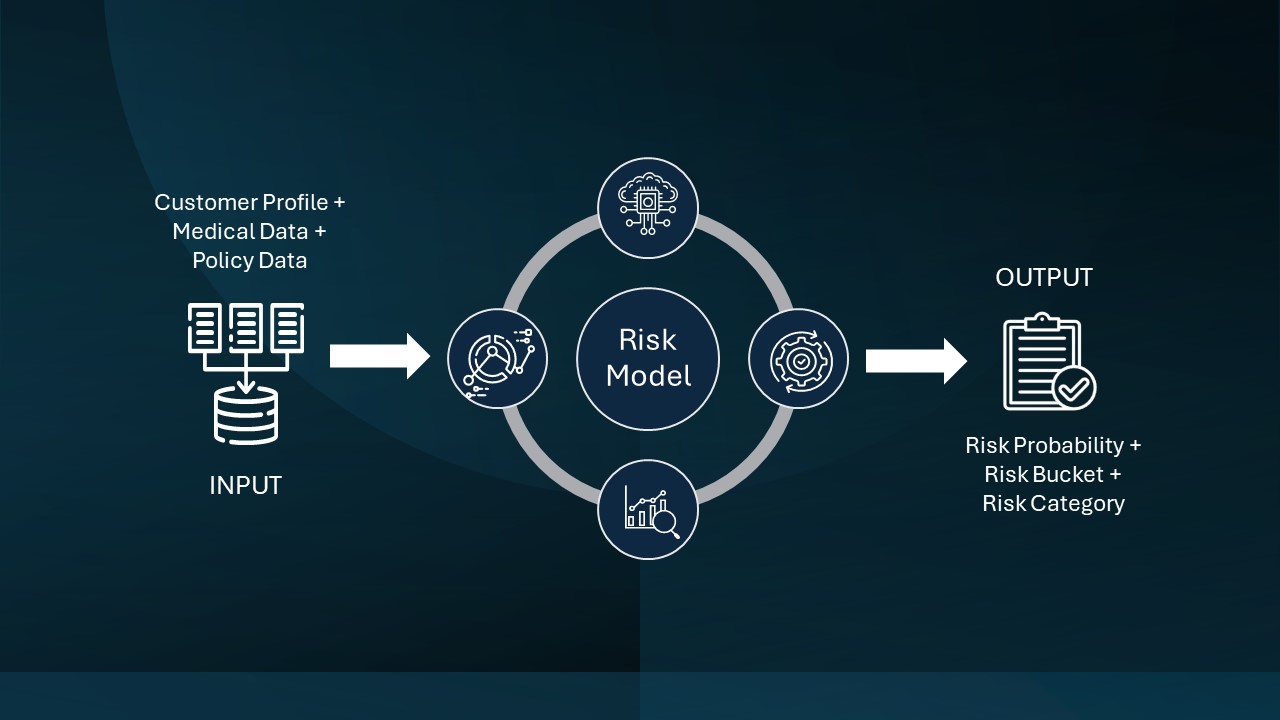 Customer Profile +
Medical Data +
Policy Data
INPUT
Risk
Model
OUTPUT
Risk Probability +
Risk Bucket +
Risk Category